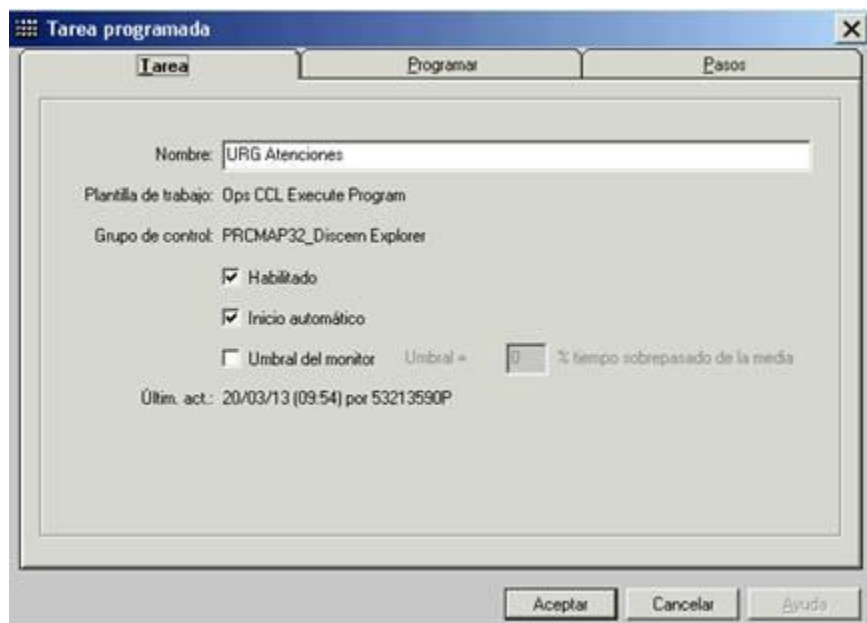 Tarea programada
Tarea Programar Pasos
Nombre: URG Atenciones
Plantilla de trabajo: Ops CCL Execute Program
Grupo de control: PRCMAP32_Discern Explorer
Habilitado
Inicio automático
Umbral del monitor Umbral = 0 % tiempo sobrepasado de la media
Últim. act.: 20/03/13 (09:54) por 53213590P
Aceptar Cancelar Ayuda